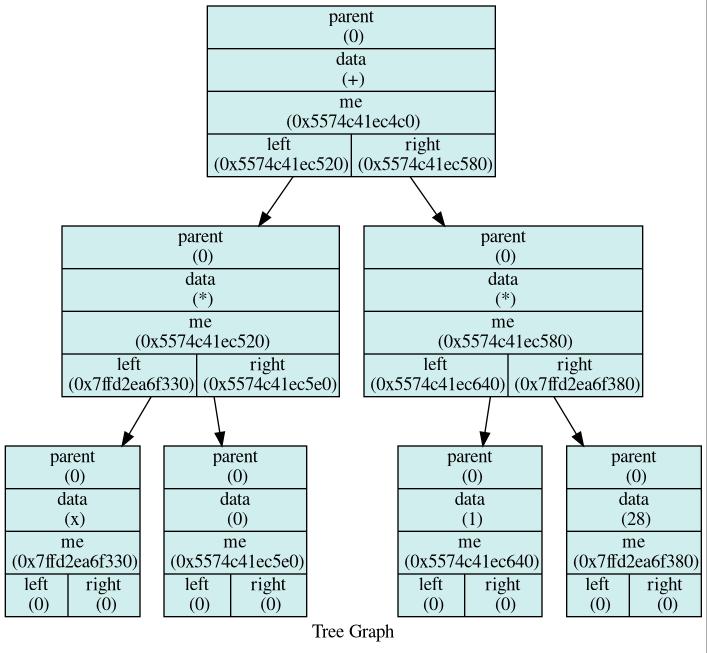 parent
(0)
data
(+)
me
(0x5574c41ec4c0)
left
(0x5574c41ec520)
right
(0x5574c41ec580)
parent
(0)
data
(*)
me
(0x5574c41ec520)
left
(0x7ffd2ea6f330)
right
(0x5574c41ec5e0)
parent
(0)
data
(*)
me
(0x5574c41ec580)
left
(0x5574c41ec640)
right
(0x7ffd2ea6f380)
parent
(0)
data
(x)
me
(0x7ffd2ea6f330)
left
(0)
right
(0)
parent
(0)
data
(0)
me
(0x5574c41ec5e0)
left
(0)
right
(0)
parent
(0)
data
(1)
me
(0x5574c41ec640)
left
(0)
right
(0)
parent
(0)
data
(28)
me
(0x7ffd2ea6f380)
left
(0)
right
(0)
Tree Graph